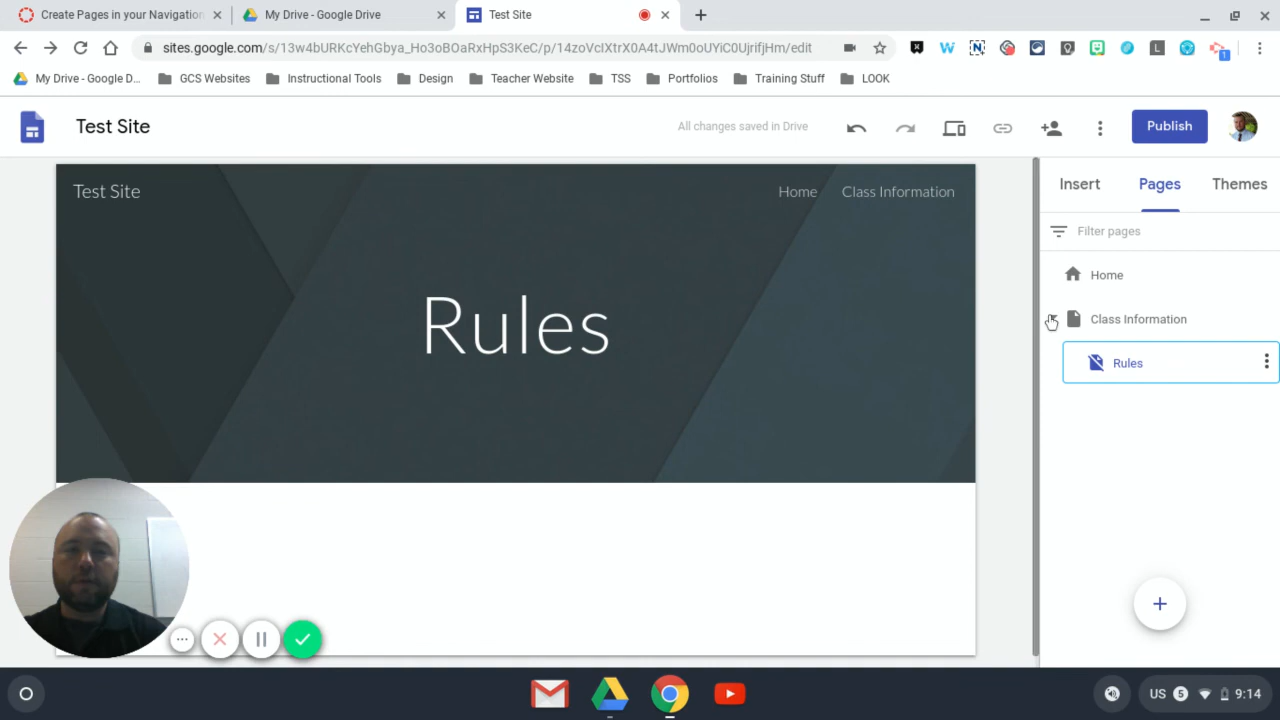 Create Pages in your Navigation
My Drive - Google Drive
Test Site
sites.google.com/s/13w4bURKcYehGbya_Ho3oBOaRxHpS3KeC/p/14zoVcIXtrX0A4tJWm0oUYiC0UjrifjHm/edit
My Drive - Google D...
GCS Websites
Instructional Tools
Design
Teacher Website
TSS
Portfolios
Training Stuff
LOOK
Test Site
All changes saved in Drive
Publish
Test Site
Home
Class Information
Rules
Insert
Pages
Themes
Filter pages
Home
Class Information
Rules
US
5
9:14